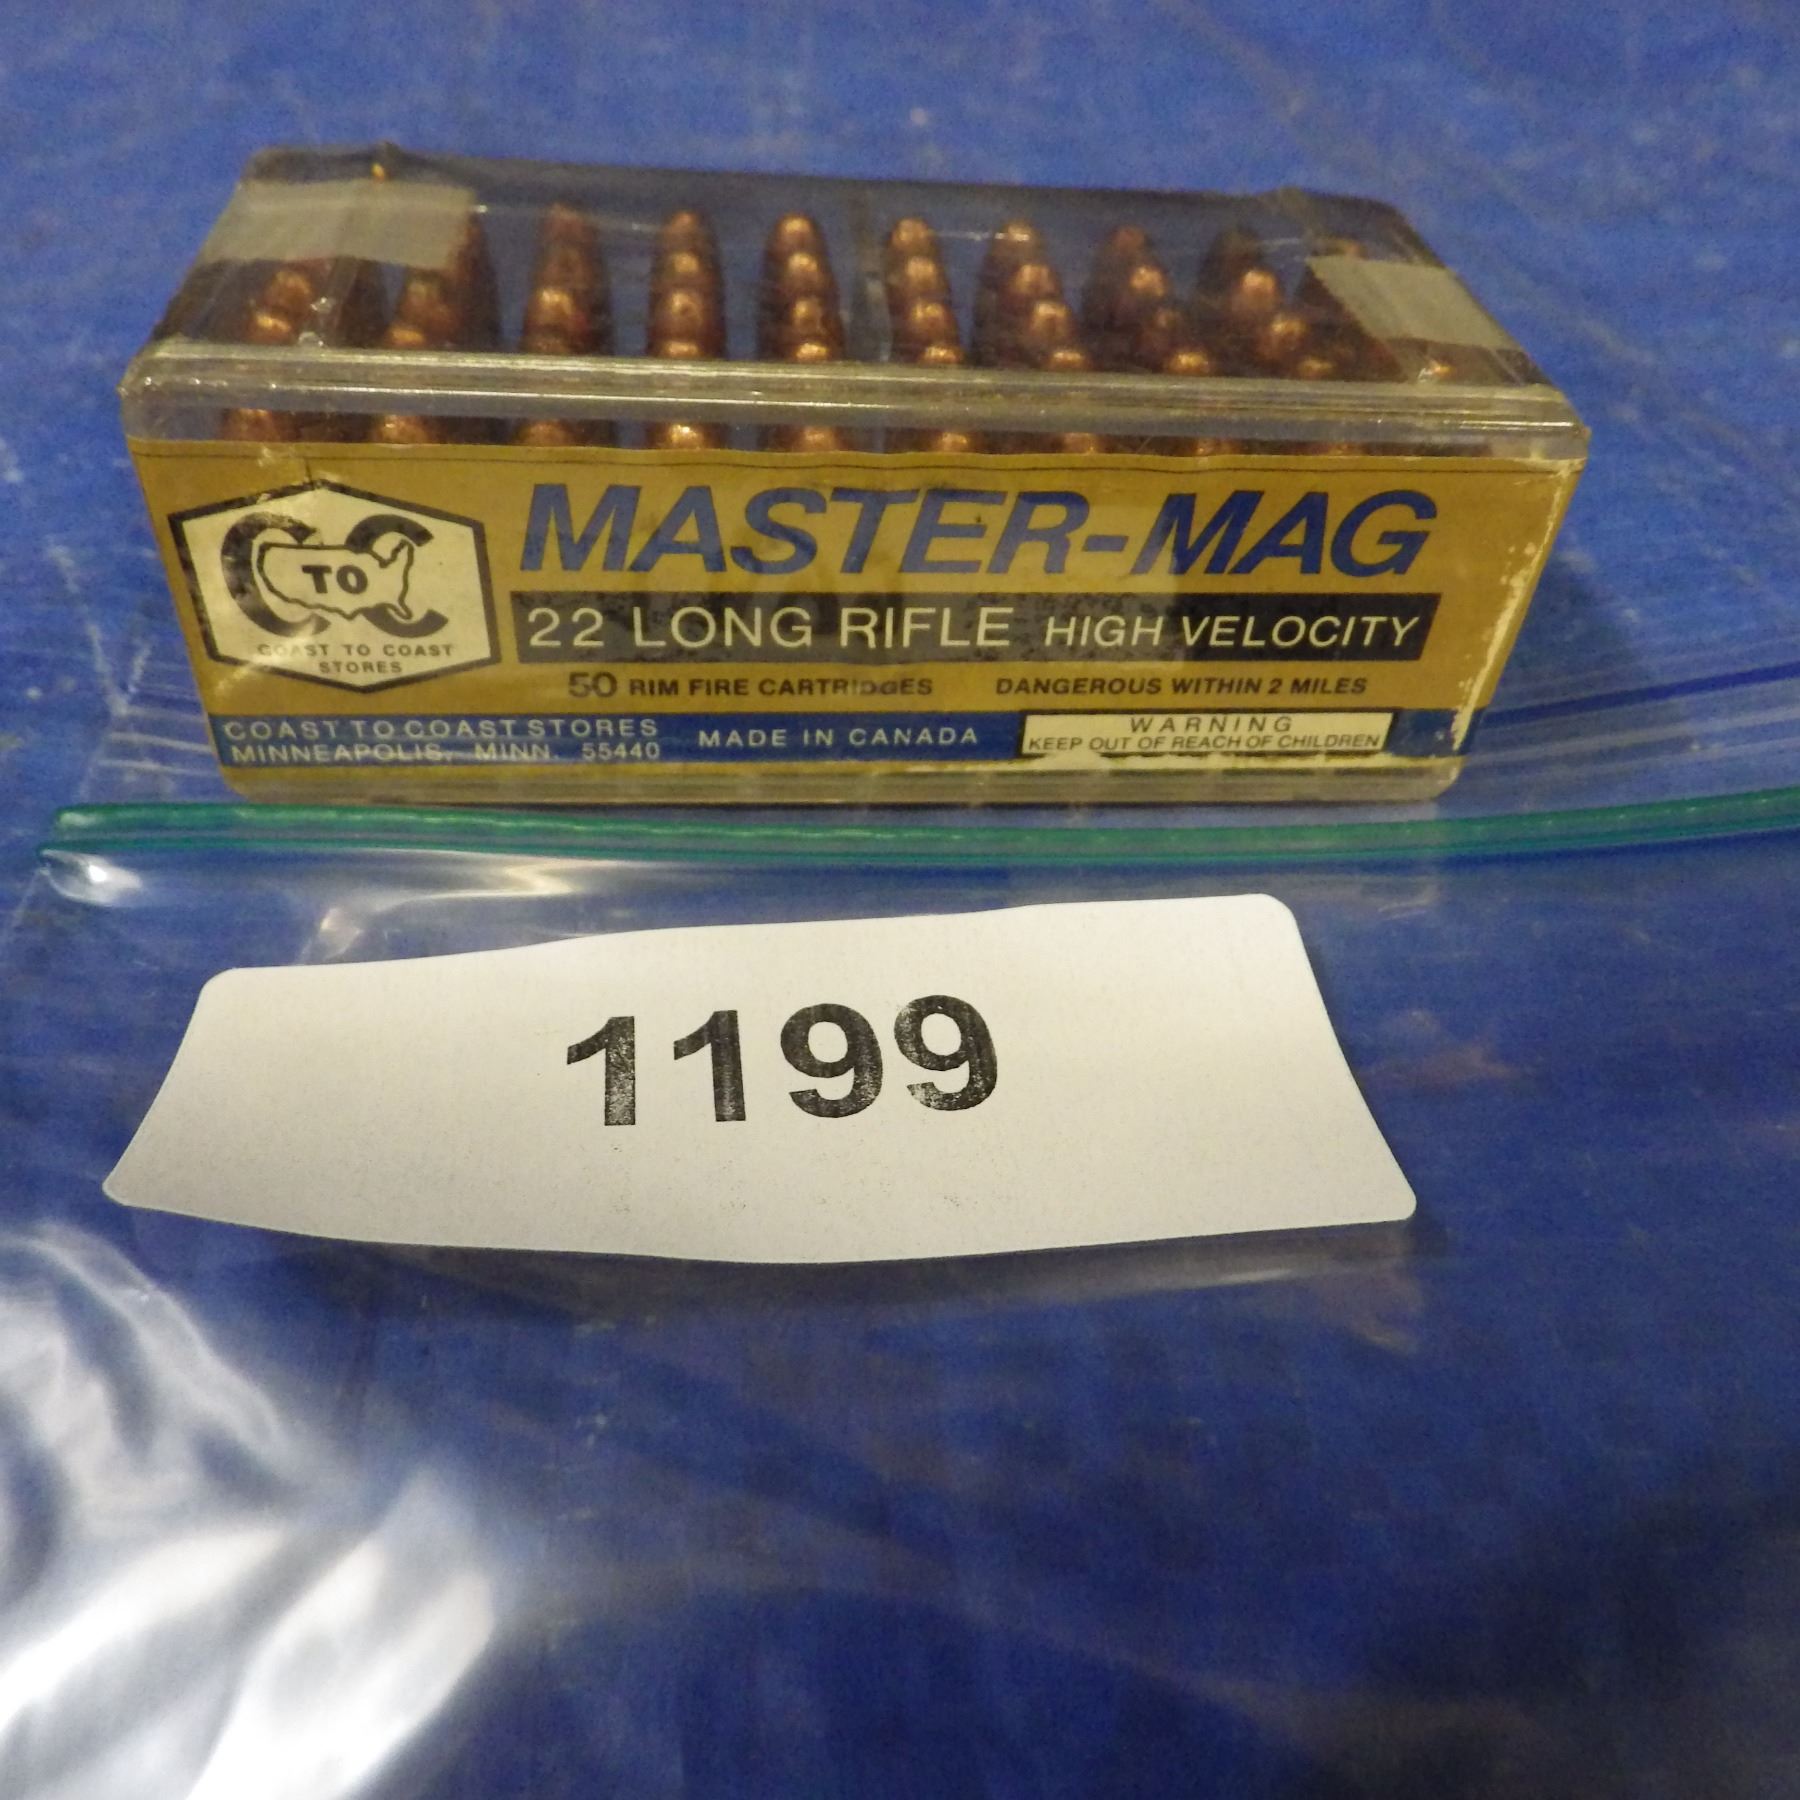 C TO C
COAST TO COAST
STORES
MASTER-MAG
22 LONG RIFLE HIGH VELOCITY
50 RIM FIRE CARTRIDGES DANGEROUS WITHIN 2 MILES
COAST TO COAST STORES
MINNEAPOLIS, MINN. 55440
MADE IN CANADA
WARNING
KEEP OUT OF REACH OF CHILDREN
1199